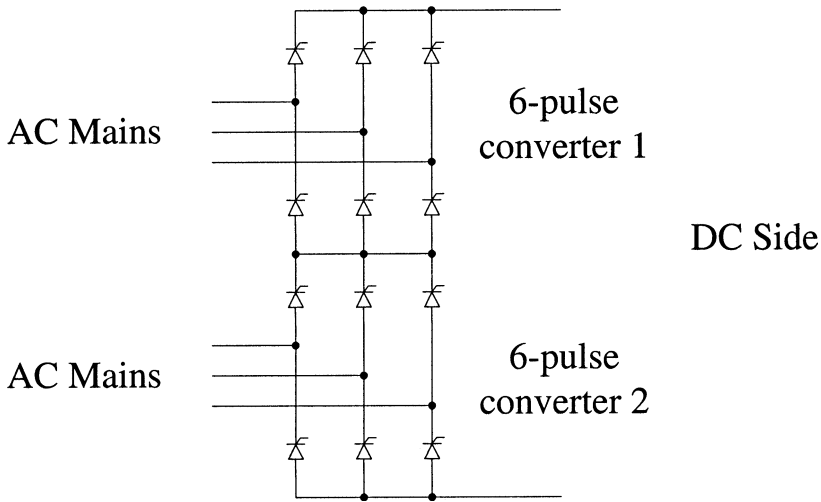 6-pulse
converter 1
AC Mains
DC Side
6-pulse
converter 2
AC Mains